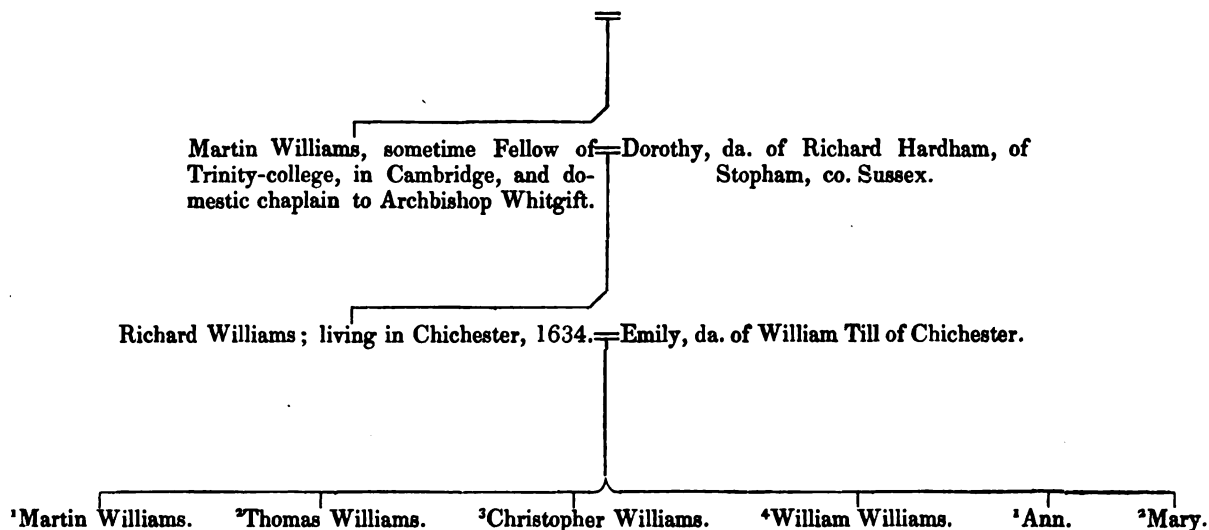 Martin Williams, sometime Fellow of
Trinity-college, in Cambridge, and do-
mestic chaplain to Archbishop Whitgift.
Dorothy, da. of Richard Hardham, of
Stopham, co. Sussex.
Richard Williams; living in Chichester, 1634.
Emily, da. of William Till of Chichester.
¹Martin Williams. ²Thomas Williams. ³Christopher Williams. ⁴William Williams. ¹Ann. ²Mary.